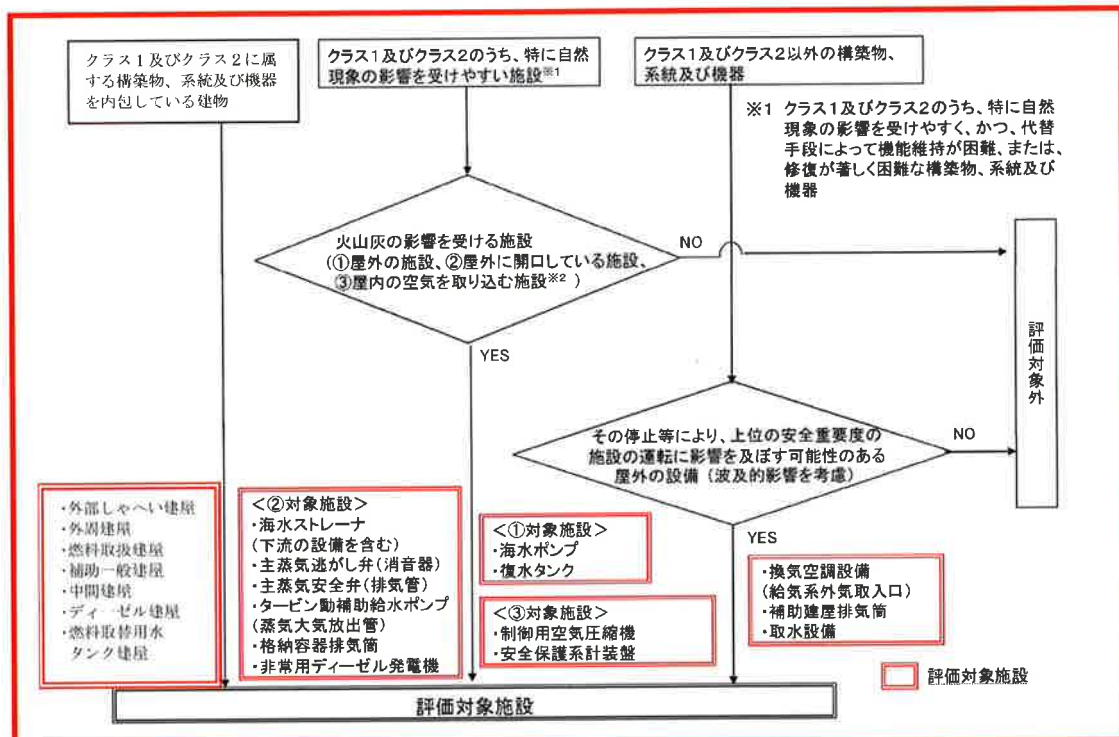 クラス1及びクラス2に属
する構築物、系統及び機器
を内包している建物
クラス1及びクラス2のうち、特に自然
現象の影響を受けやすい施設※1
クラス1及びクラス2以外の構築物、
系統及び機器
※1 クラス1及びクラス2のうち、特に自然
現象の影響を受けやすく、かつ、代替
手段によって機能維持が困難、または、
修復が著しく困難な構築物、系統及び
機器
火山灰の影響を受ける施設
(①屋外の施設、②屋外に開口している施設、
③屋内の空気を取り込む施設※2)
NO
YES
評価対象外
その停止等により、上位の安全重要度の
施設の運転に影響を及ぼす可能性のある
屋外の設備(波及的影響を考慮)
NO
YES
・外部しゃへい建屋
・外周建屋
・燃料取扱建屋
・補助一般建屋
・中間建屋
・ディーゼル建屋
・燃料取替用水
タンク建屋
<②対象施設>
・海水ストレーナ
(下流の設備を含む)
・主蒸気逃がし弁(消音器)
・主蒸気安全弁(排気管)
・タービン動補助給水ポンプ
(蒸気大気放出管)
・格納容器排気筒
・非常用ディーゼル発電機
<①対象施設>
・海水ポンプ
・復水タンク
<③対象施設>
・制御用空気圧縮機
・安全保護系計装盤
・換気空調設備
(給気系外気取入口)
・補助建屋排気筒
・取水設備
評価対象施設
評価対象施設